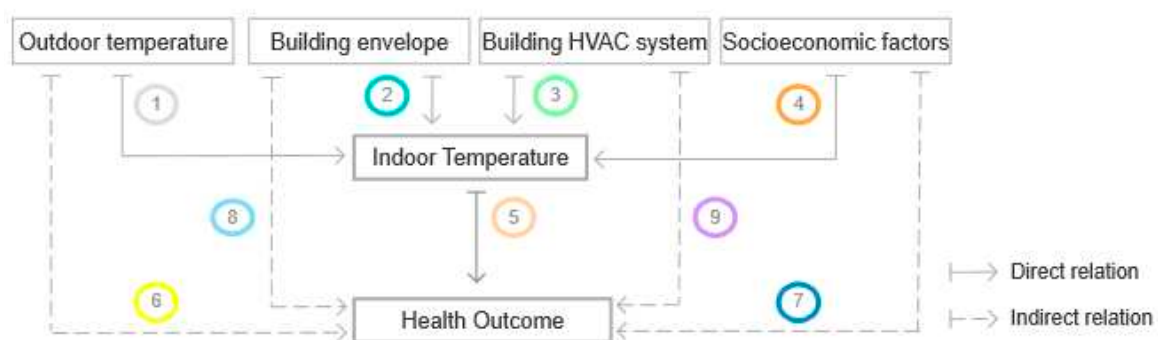 Outdoor temperature
Building envelope
Building HVAC system
Socioeconomic factors
1
2
3
4
Indoor Temperature
8
5
9
Direct relation
6
7
Health Outcome
Indirect relation